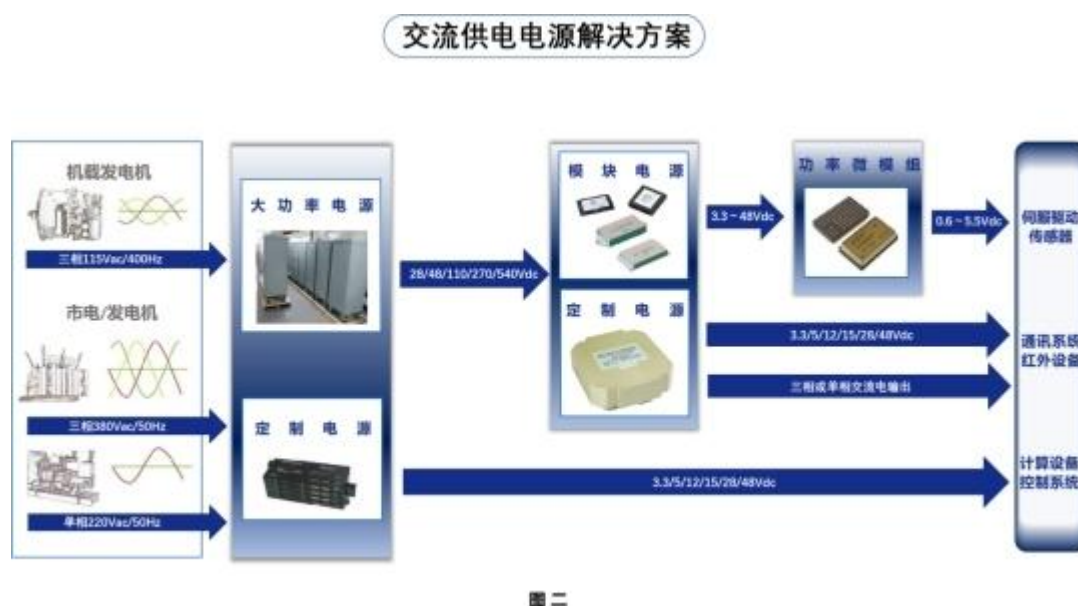 交流供电电源解决方案
机载发电机
三相115Vac/400Hz
市电/发电机
三相380Vac/50Hz
单相220Vac/50Hz
大功率电源
定制电源
28/48/110/270/540Vdc
模块电源
定制电源
3.3~48Vdc
功率微模组
0.6~5.5Vdc
3.3/5/12/15/28/48Vdc
三相或单相交流电输出
3.3/5/12/15/28/48Vdc
伺服驱动
传感器
通讯系统
红外设备
计算设备
控制系统
图二